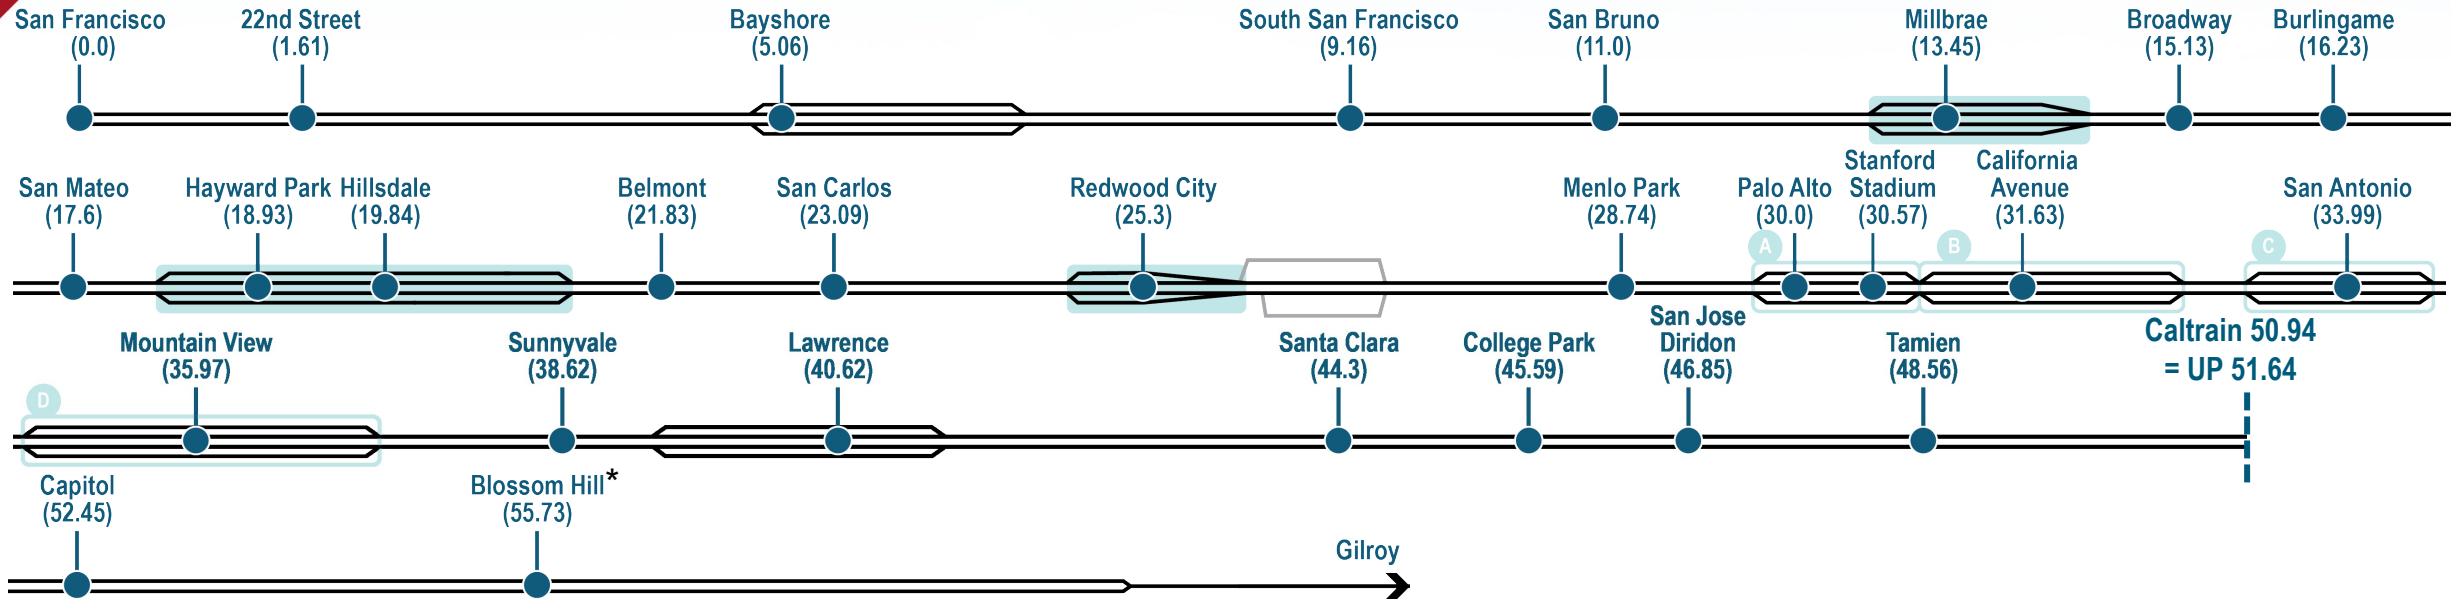 San Francisco
(0.0)
22nd Street
(1.61)
Bayshore
(5.06)
South San Francisco
(9.16)
San Bruno
(11.0)
Millbrae
(13.45)
Broadway
(15.13)
Burlingame
(16.23)
San Mateo
(17.6)
Hayward Park
(18.93)
Hillsdale
(19.84)
Belmont
(21.83)
San Carlos
(23.09)
Redwood City
(25.3)
Menlo Park
(28.74)
Palo Alto
(30.0)
Stanford
Stadium
(30.57)
California
Avenue
(31.63)
San Antonio
(33.99)
A
B
C
Mountain View
(35.97)
Sunnyvale
(38.62)
Lawrence
(40.62)
Santa Clara
(44.3)
College Park
(45.59)
San Jose
Diridon
(46.85)
Tamien
(48.56)
Caltrain 50.94
= UP 51.64
D
Capitol
(52.45)
Blossom Hill*
(55.73)
Gilroy